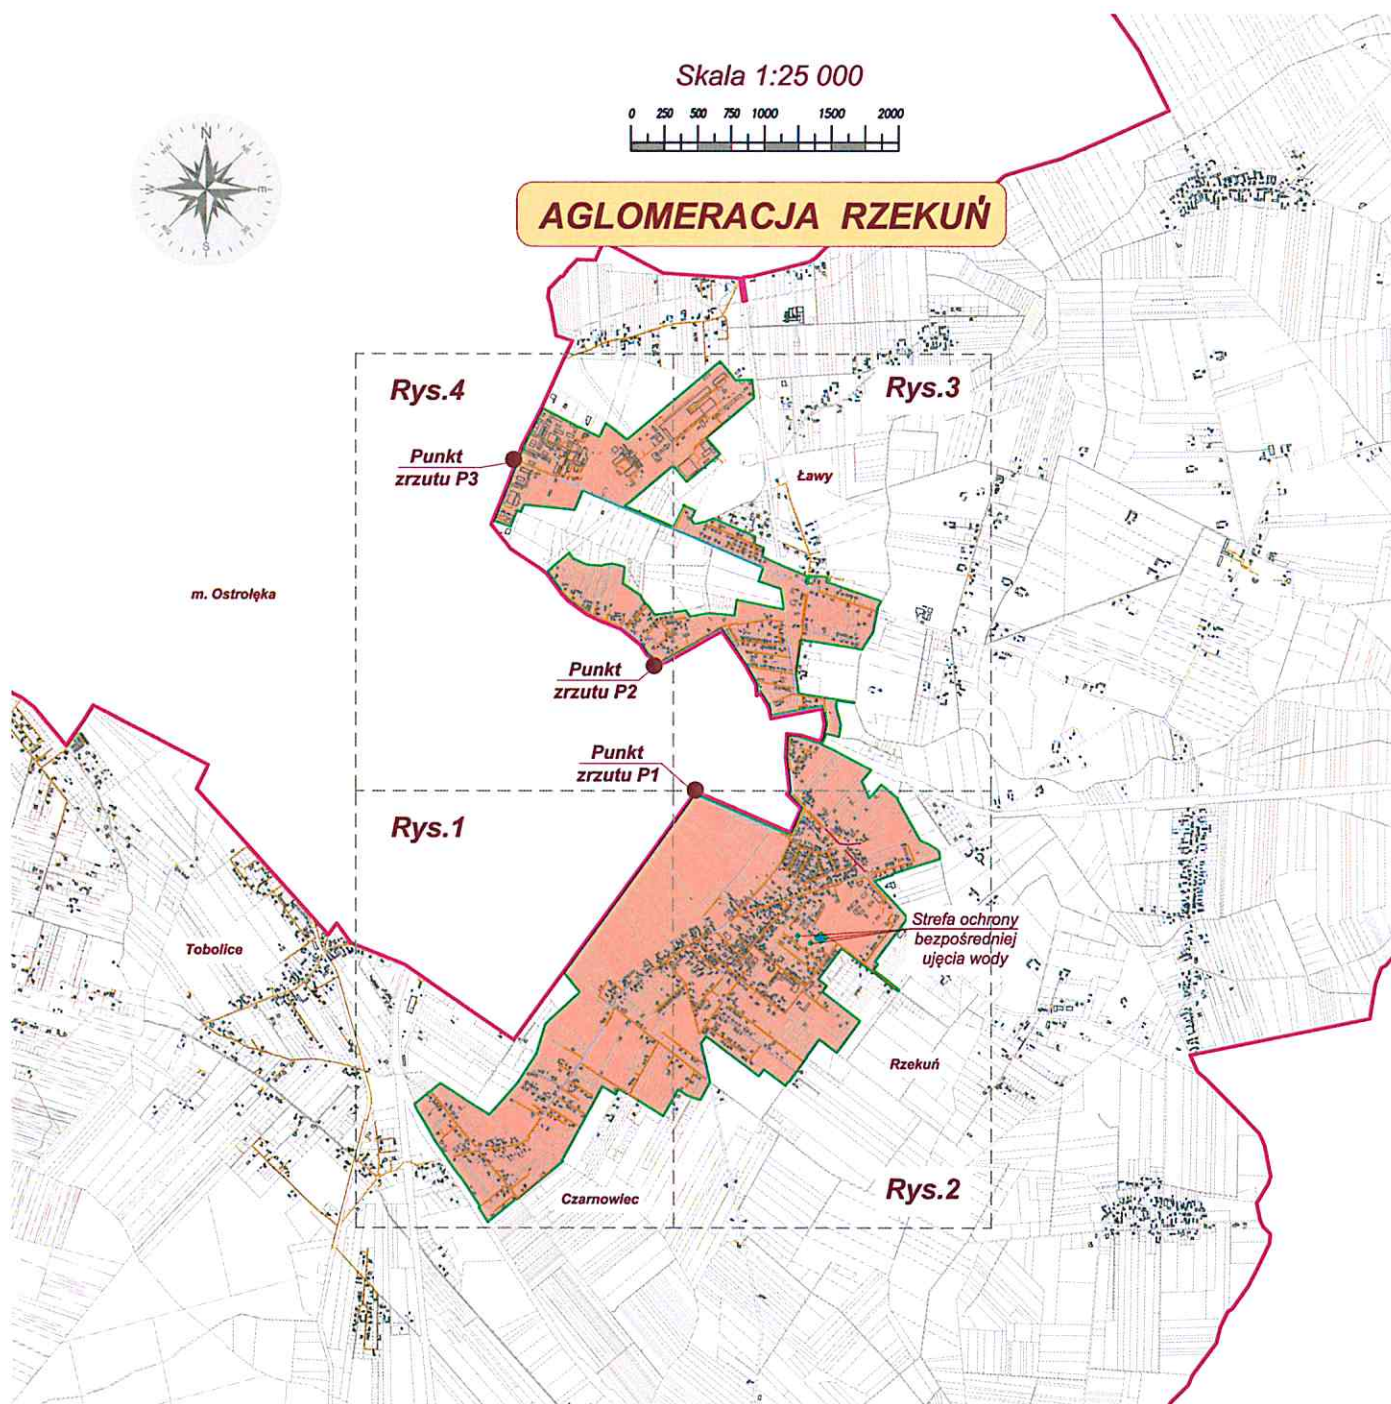 Skala 1:25 000
0 250 500 750 1000 1500 2000
N
W
S
AGLOMERACJA RZEKUŃ
Rys.4
Rys.3
Punkt
zrzutu P3
Ławy
m. Ostrołęka
Punkt
zrzutu P2
Punkt
zrzutu P1
Rys.1
Strefa ochrony
bezpośredniej
ujęcia wody
Tobolice
Rzekuń
Rys.2
Czarnowiec